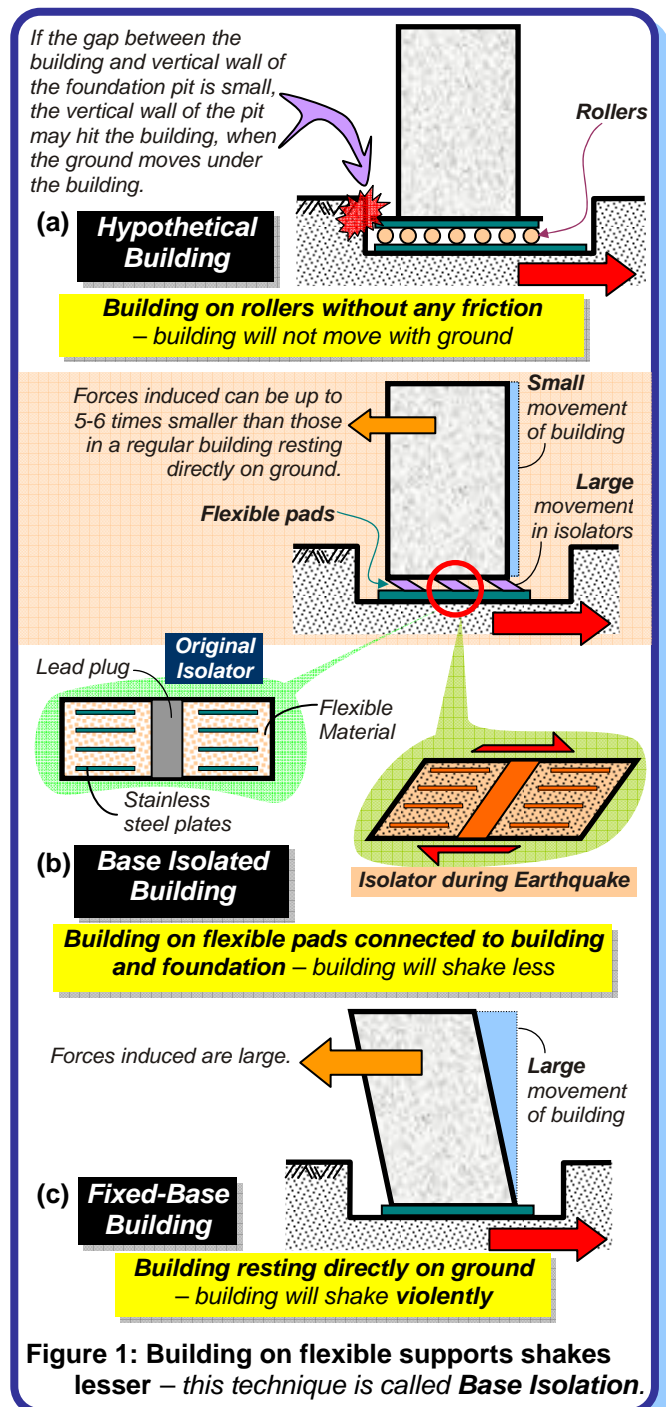 If the gap between the
building and vertical wall of
the foundation pit is small,
the vertical wall of the pit
may hit the building, when
the ground moves under
the building.
Rollers
(a) Hypothetical
Building
Building on rollers without any friction
– building will not move with ground
Forces induced can be up to
5-6 times smaller than those
in a regular building resting
directly on ground.
Small
movement
of building
Large
movement
in isolators
Flexible pads
Original
Isolator
Lead plug
Flexible
Material
Stainless
steel plates
Isolator during Earthquake
(b) Base Isolated
Building
Building on flexible pads connected to building
and foundation – building will shake less
Forces induced are large.
Large
movement
of building
(c) Fixed-Base
Building
Building resting directly on ground
– building will shake violently
Figure 1: Building on flexible supports shakes
lesser – this technique is called Base Isolation.